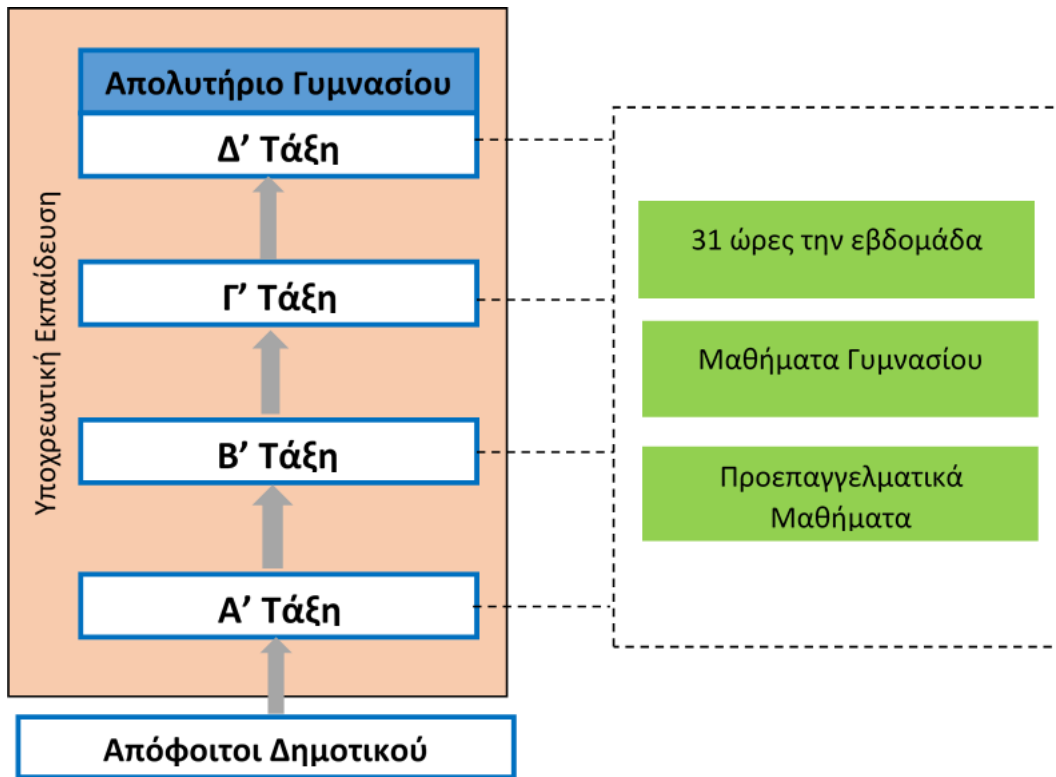 Απολυτήριο Γυμνασίου
Δ’ Τάξη
Γ’ Τάξη
Β’ Τάξη
Α’ Τάξη
Απόφοιτοι Δημοτικού
Υποχρεωτική Εκπαίδευση
31 ώρες την εβδομάδα
Μαθήματα Γυμνασίου
Προεπαγγελματικά
Μαθήματα